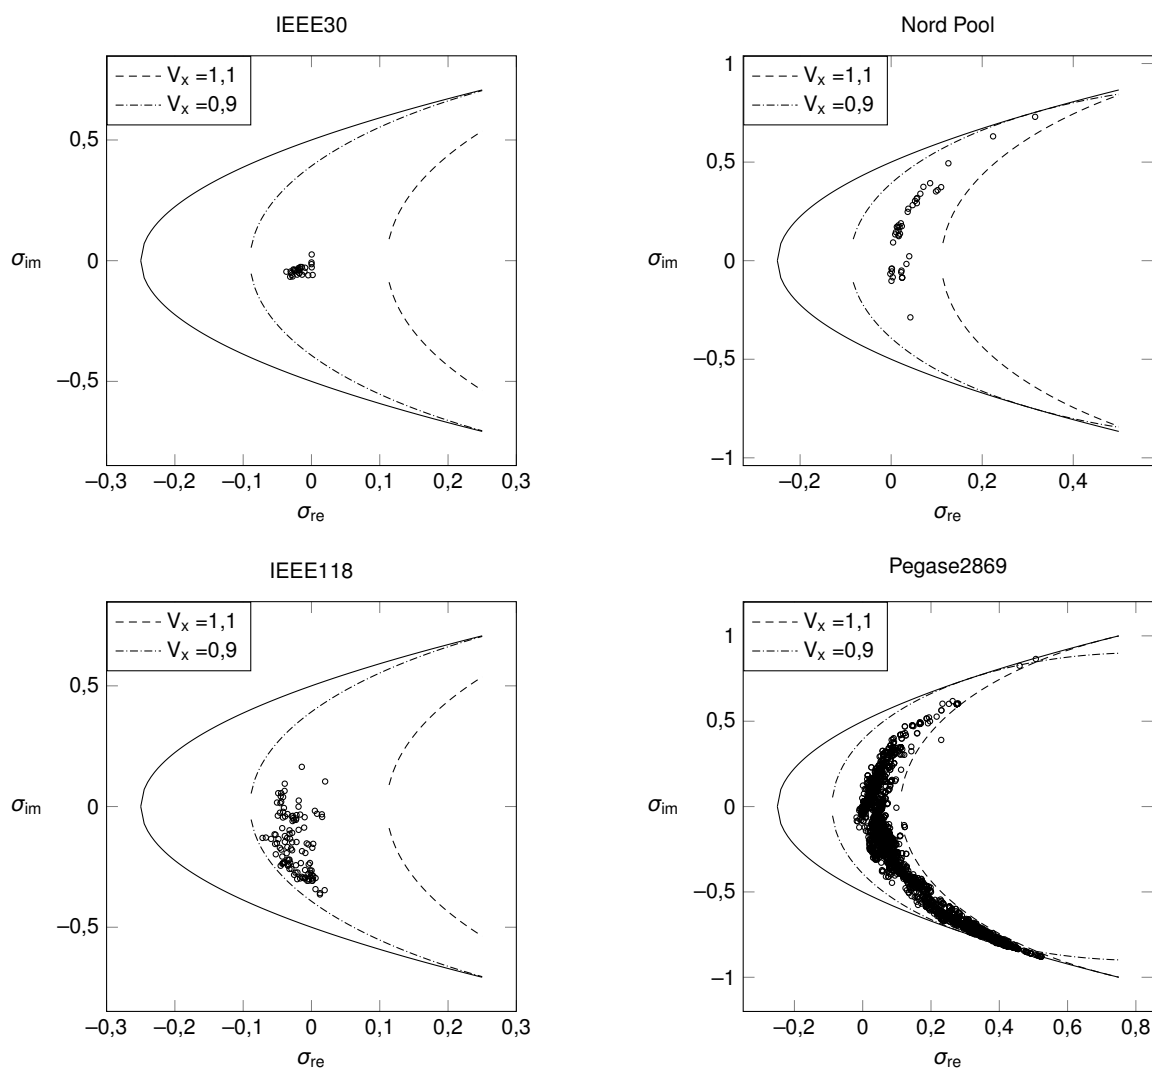 IEEE30
V_x =1,1
V_x =0,9
0,5
0
–0,5
σ_im
–0,3 –0,2 –0,1 0 0,1 0,2 0,3
σ_re
Nord Pool
V_x =1,1
V_x =0,9
1
0,5
0
–0,5
–1
σ_im
–0,2 0 0,2 0,4
σ_re
IEEE118
V_x =1,1
V_x =0,9
0,5
0
–0,5
σ_im
–0,3 –0,2 –0,1 0 0,1 0,2 0,3
σ_re
Pegase2869
V_x =1,1
V_x =0,9
1
0,5
0
–0,5
–1
σ_im
–0,2 0 0,2 0,4 0,6 0,8
σ_re